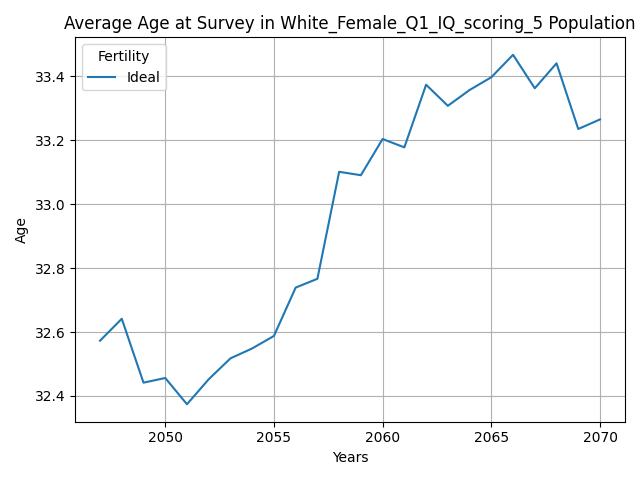 Average Age at Survey in White_Female_Q1_IQ_scoring_5 Population
Fertility
Ideal
33.4
33.2
33.0
32.8
32.6
32.4
Age
2050 2055 2060 2065 2070
Years